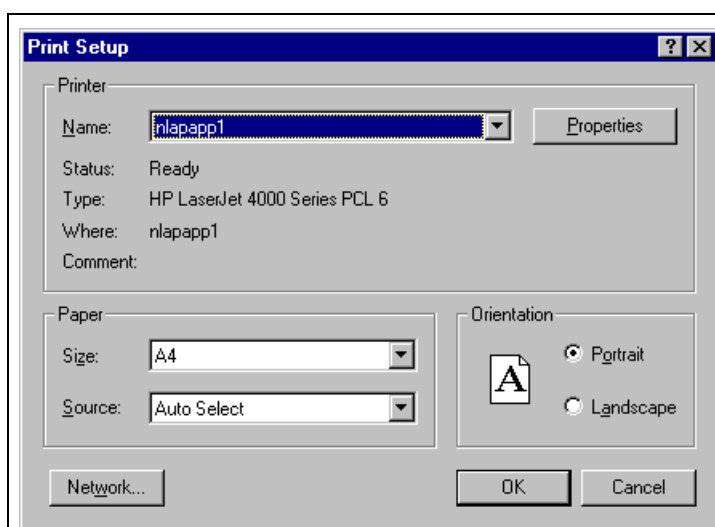 Print Setup
Printer
Name: nlapapp1 Properties
Status: Ready
Type: HP LaserJet 4000 Series PCL 6
Where: nlapapp1
Comment:
Paper
Size: A4
Source: Auto Select
Orientation
A
Portrait
Landscape
Network... OK Cancel